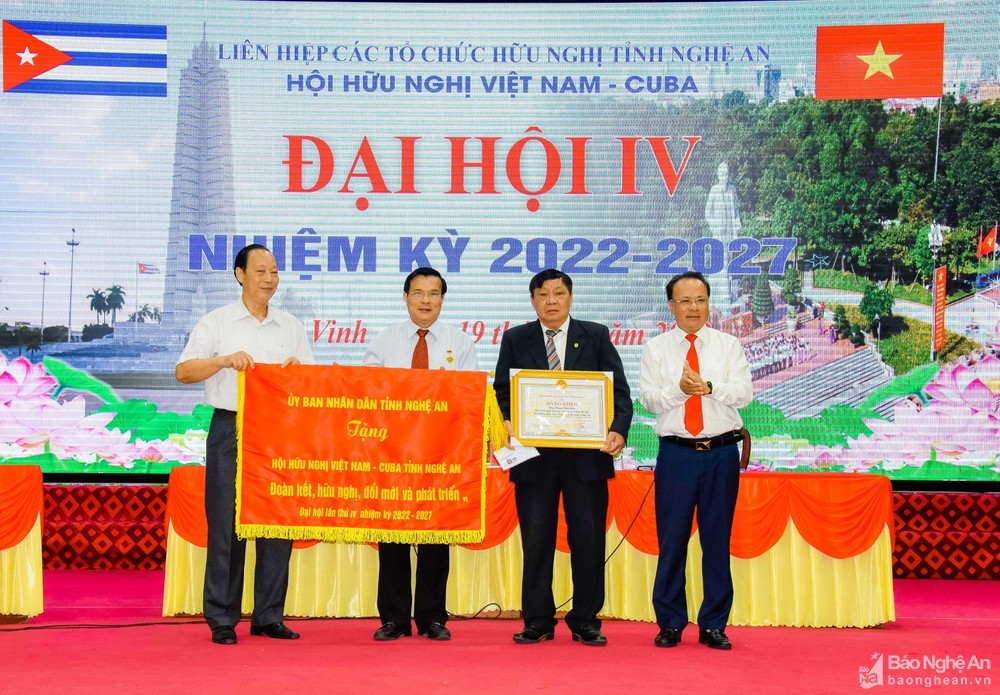 LIÊN HIỆP CÁC TỔ CHỨC HỮU NGHỊ TỈNH NGHỆ AN
HỘI HỮU NGHỊ VIỆT NAM - CUBA
ĐẠI HỘI IV
NHIỆM KỲ 2022-2027
Vinh
19
ỦY BAN NHÂN DÂN TỈNH NGHỆ AN
Tặng
HỘI HỮU NGHỊ VIỆT NAM - CUBA TỈNH NGHỆ AN
Đoàn kết, hữu nghị, đổi mới và phát triển „
Đại hội lần thứ IV nhiệm kỳ 2022 - 2027
BẰNG KHEN
Báo Nghệ An
baonghean.vn